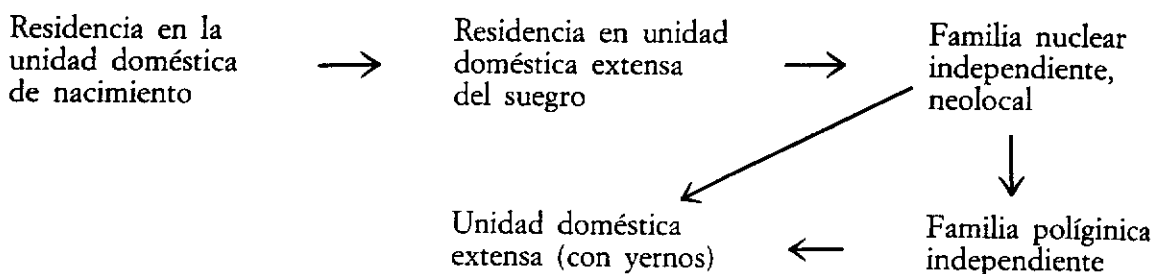 Residencia en la
unidad doméstica
de nacimiento
Residencia en unidad
doméstica extensa
del suegro
Familia nuclear
independiente,
neolocal
Unidad doméstica
extensa (con yernos)
Familia políginica
independiente